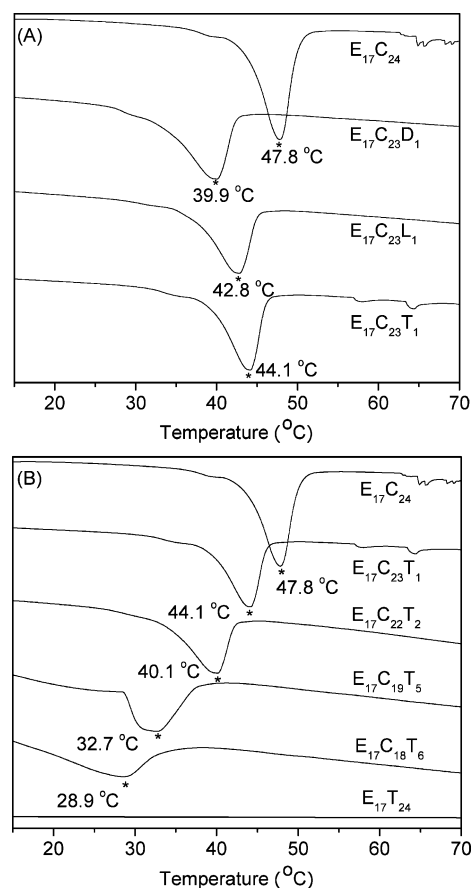 (A)
E₁₇C₂₄
47.8 °C
E₁₇C₂₃D₁
39.9 °C
E₁₇C₂₃L₁
42.8 °C
E₁₇C₂₃T₁
44.1 °C
20 30 40 50 60 70
Temperature (°C)
(B)
E₁₇C₂₄
47.8 °C
E₁₇C₂₃T₁
44.1 °C
E₁₇C₂₂T₂
40.1 °C
E₁₇C₁₉T₅
32.7 °C
E₁₇C₁₈T₆
28.9 °C
E₁₇T₂₄
20 30 40 50 60 70
Temperature (°C)